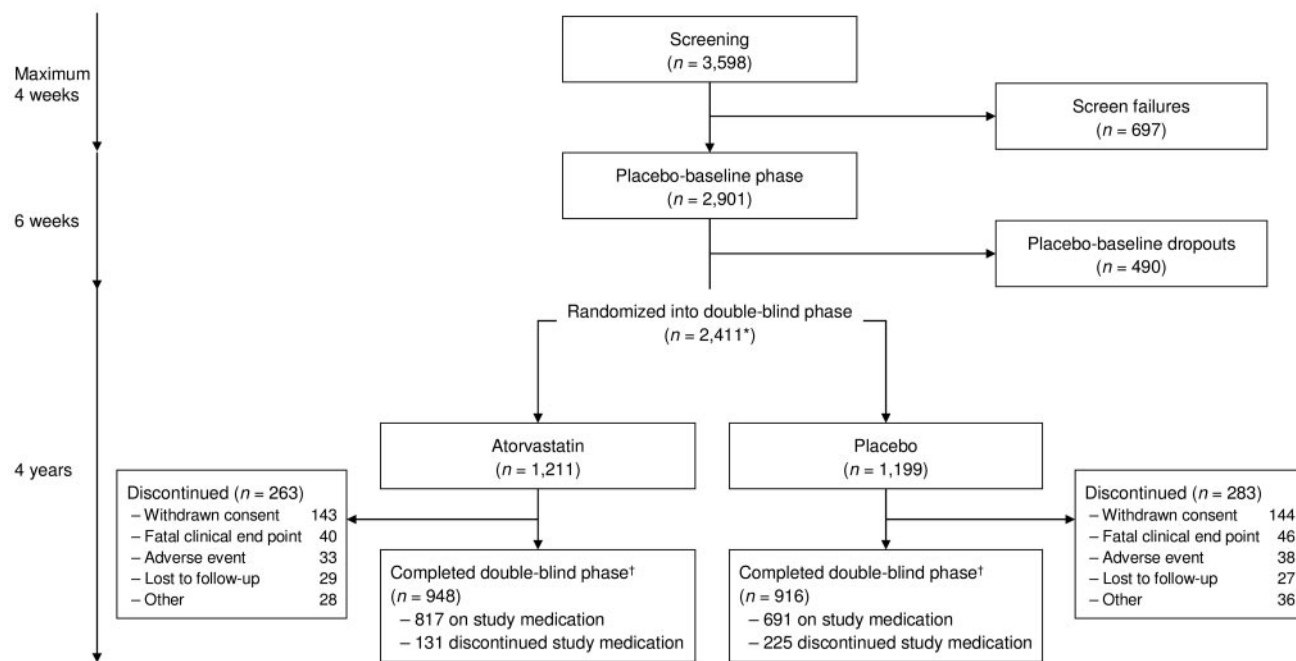 Maximum
4 weeks
Screening
(n = 3,598)
Screen failures
(n = 697)
Placebo-baseline phase
(n = 2,901)
6 weeks
Placebo-baseline dropouts
(n = 490)
Randomized into double-blind phase
(n = 2,411*)
4 years
Atorvastatin
(n = 1,211)
Placebo
(n = 1,199)
Discontinued (n = 263)
– Withdrawn consent 143
– Fatal clinical end point 40
– Adverse event 33
– Lost to follow-up 29
– Other 28
Completed double-blind phase†
(n = 948)
– 817 on study medication
– 131 discontinued study medication
Completed double-blind phase†
(n = 916)
– 691 on study medication
– 225 discontinued study medication
Discontinued (n = 283)
– Withdrawn consent 144
– Fatal clinical end point 46
– Adverse event 38
– Lost to follow-up 27
– Other 36